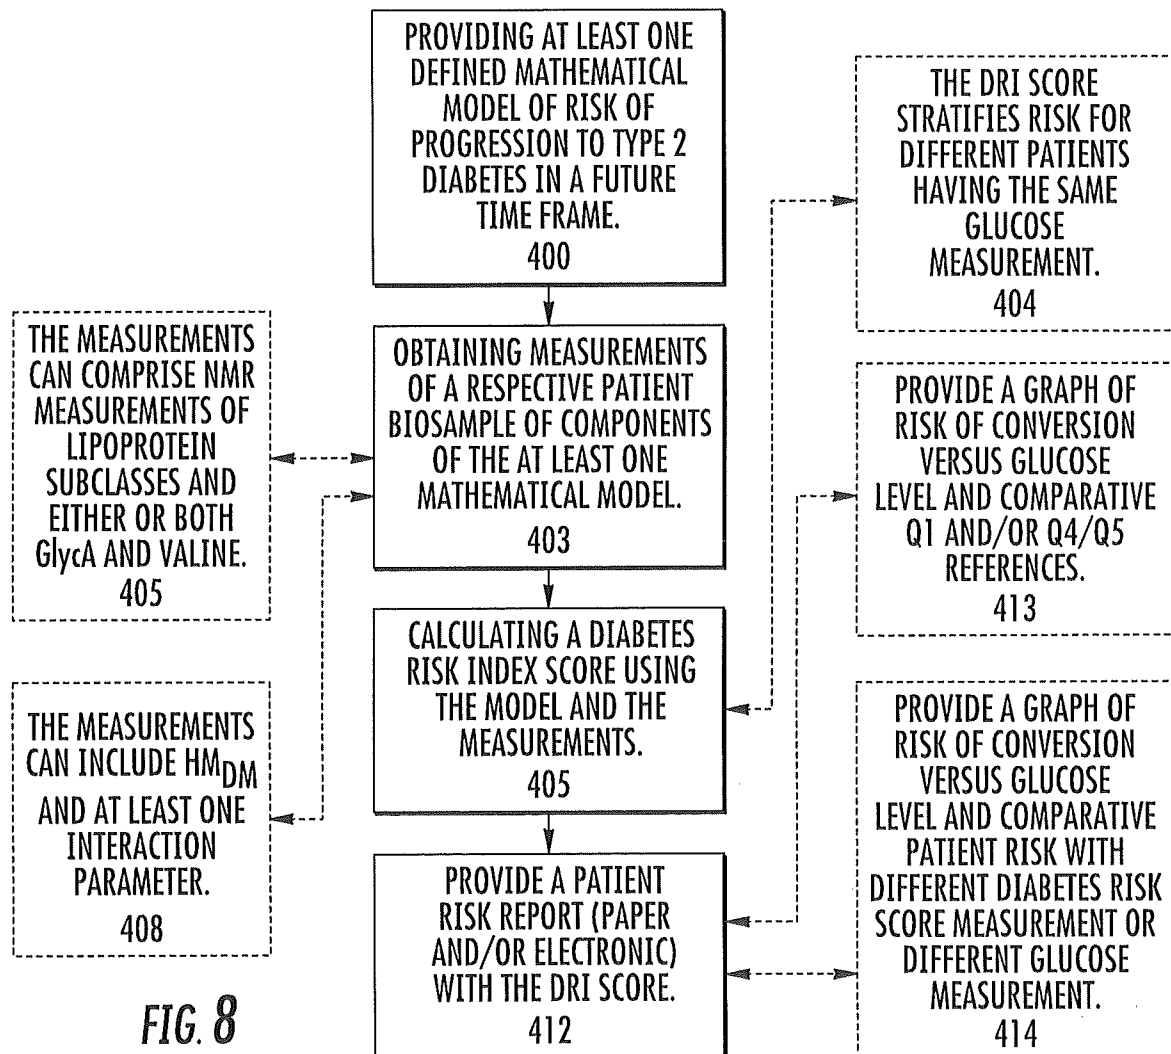 PROVIDING AT LEAST ONE
DEFINED MATHEMATICAL
MODEL OF RISK OF
PROGRESSION TO TYPE 2
DIABETES IN A FUTURE
TIME FRAME.
400
OBTAINING MEASUREMENTS
OF A RESPECTIVE PATIENT
BIOSAMPLE OF COMPONENTS
OF THE AT LEAST ONE
MATHEMATICAL MODEL.
403
CALCULATING A DIABETES
RISK INDEX SCORE USING
THE MODEL AND THE
MEASUREMENTS.
405
PROVIDE A PATIENT
RISK REPORT (PAPER
AND/OR ELECTRONIC)
WITH THE DRI SCORE.
412
THE MEASUREMENTS
CAN COMPRISE NMR
MEASUREMENTS OF
LIPOPROTEIN
SUBCLASSES AND
EITHER OR BOTH
GlycA AND VALINE.
405
THE MEASUREMENTS
CAN INCLUDE HMDM
AND AT LEAST ONE
INTERACTION
PARAMETER.
408
THE DRI SCORE
STRATIFIES RISK FOR
DIFFERENT PATIENTS
HAVING THE SAME
GLUCOSE
MEASUREMENT.
404
PROVIDE A GRAPH OF
RISK OF CONVERSION
VERSUS GLUCOSE
LEVEL AND COMPARATIVE
Q1 AND/OR Q4/Q5
REFERENCES.
413
PROVIDE A GRAPH OF
RISK OF CONVERSION
VERSUS GLUCOSE
LEVEL AND COMPARATIVE
PATIENT RISK WITH
DIFFERENT DIABETES RISK
SCORE MEASUREMENT OR
DIFFERENT GLUCOSE
MEASUREMENT.
414
FIG. 8